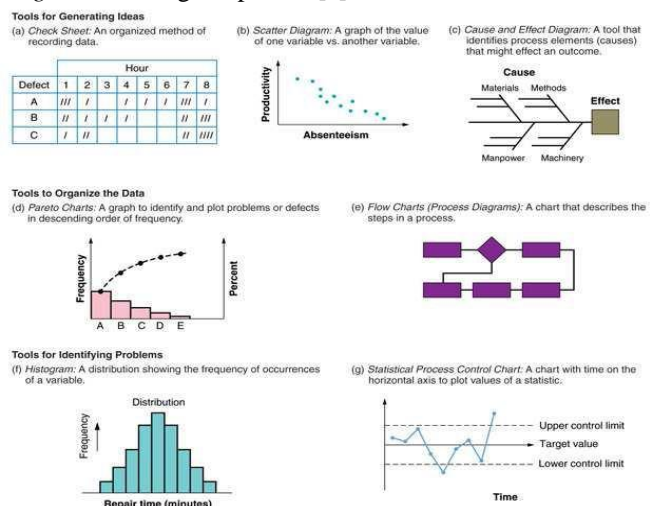 Tools for Generating Ideas
(a) Check Sheet: An organized method of
recording data.
Hour
Defect 1 2 3 4 5 6 7 8
A /// / / / / /// /
B // / / / // ///
C / // // ////
(b) Scatter Diagram: A graph of the value
of one variable vs. another variable.
Productivity
Absenteeism
(c) Cause and Effect Diagram: A tool that
identifies process elements (causes)
that might effect an outcome.
Cause
Materials Methods
Effect
Manpower Machinery
Tools to Organize the Data
(d) Pareto Charts: A graph to identify and plot problems or defects
in descending order of frequency.
Frequency
Percent
A B C D E
(e) Flow Charts (Process Diagrams): A chart that describes the
steps in a process.
Tools for Identifying Problems
(f) Histogram: A distribution showing the frequency of occurrences
of a variable.
Distribution
Frequency
Repair time (minutes)
(g) Statistical Process Control Chart: A chart with time on the
horizontal axis to plot values of a statistic.
Upper control limit
Target value
Lower control limit
Time